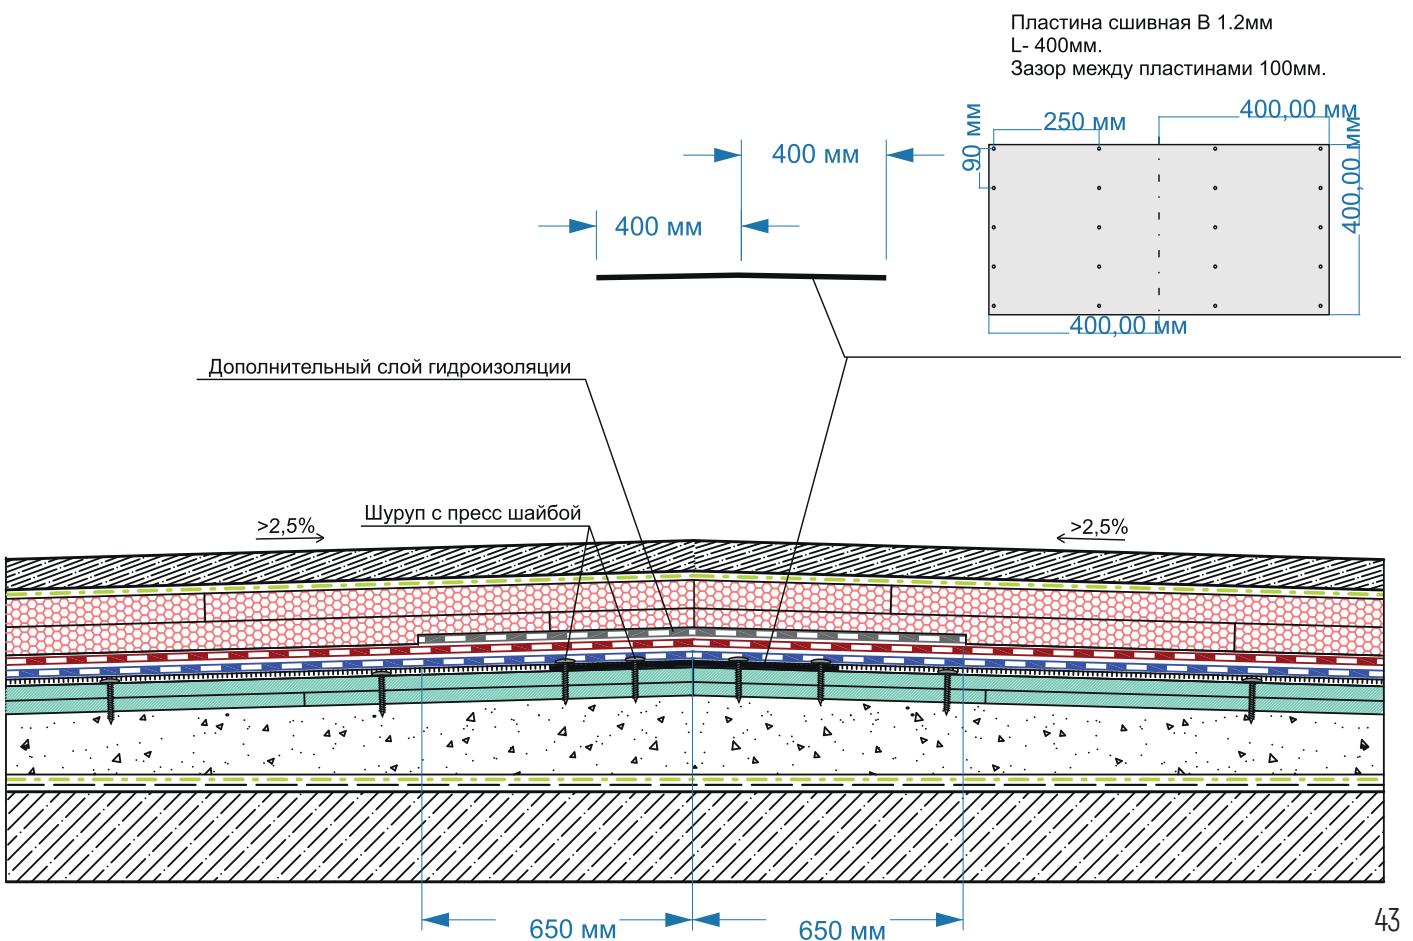 Пластина сшивная В 1.2мм
L- 400мм.
Зазор между пластинами 100мм.
400,00 мм
250 мм
90 мм
400,00 мм
400,00 мм
400 мм
400 мм
Дополнительный слой гидроизоляции
Шуруп с пресс шайбой
>2,5%
>2,5%
650 мм
650 мм
43